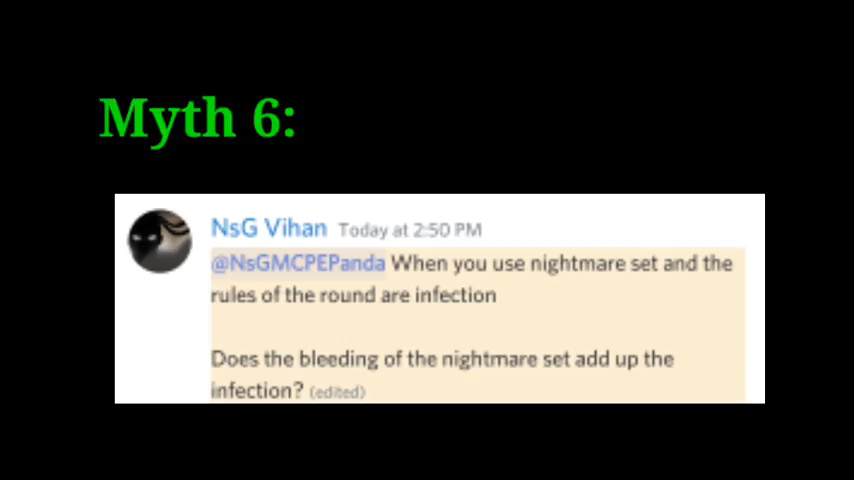 Myth 6:
NsG Vihan Today at 2:50 PM
@NsGMCPEPanda When you use nightmare set and the
rules of the round are infection
Does the bleeding of the nightmare set add up the
infection? (edited)